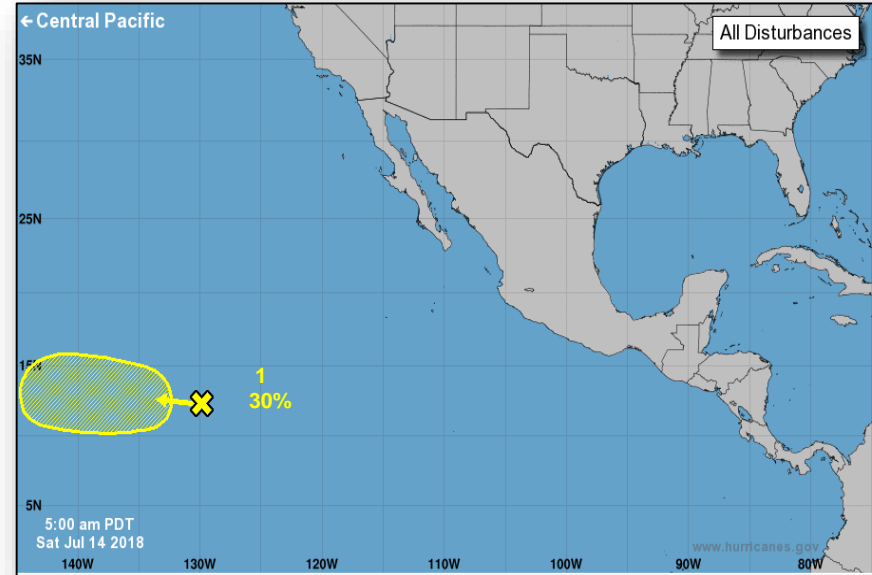 ← Central Pacific
All Disturbances
35N
25N
15N
1
30%
5N
5:00 am PDT
Sat Jul 14 2018
www.hurricanes.gov
140W 130W 120W 110W 100W 90W 80W